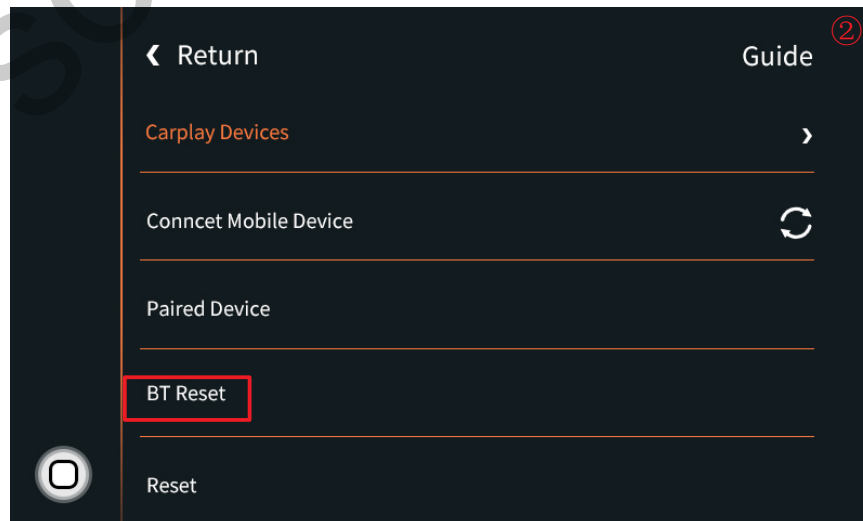 ②
Return
Guide
Carplay Devices
Conncet Mobile Device
Paired Device
BT Reset
Reset